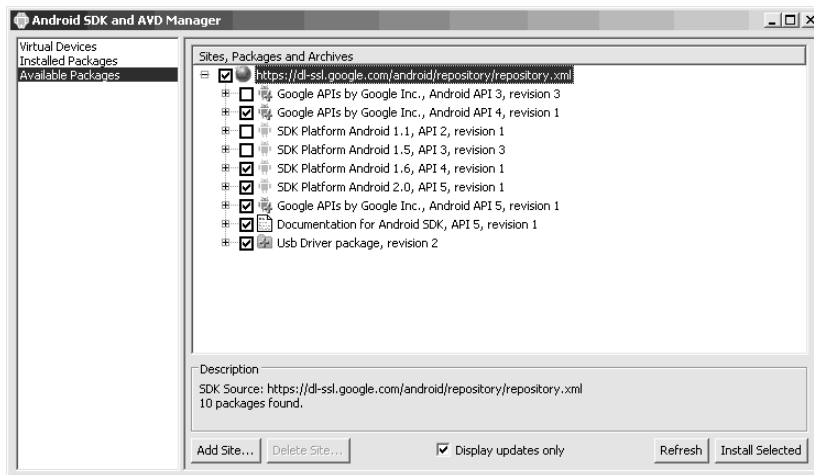 Android SDK and AVD Manager
Virtual Devices
Installed Packages
Available Packages
Sites, Packages and Archives
https://dl-ssl.google.com/android/repository/repository.xml
Google APIs by Google Inc., Android API 3, revision 3
Google APIs by Google Inc., Android API 4, revision 1
SDK Platform Android 1.1, API 2, revision 1
SDK Platform Android 1.5, API 3, revision 3
SDK Platform Android 1.6, API 4, revision 1
SDK Platform Android 2.0, API 5, revision 1
Google APIs by Google Inc., Android API 5, revision 1
Documentation for Android SDK, API 5, revision 1
Usb Driver package, revision 2
Description
SDK Source: https://dl-ssl.google.com/android/repository/repository.xml
10 packages found.
Add Site...
Delete Site...
Display updates only
Refresh
Install Selected